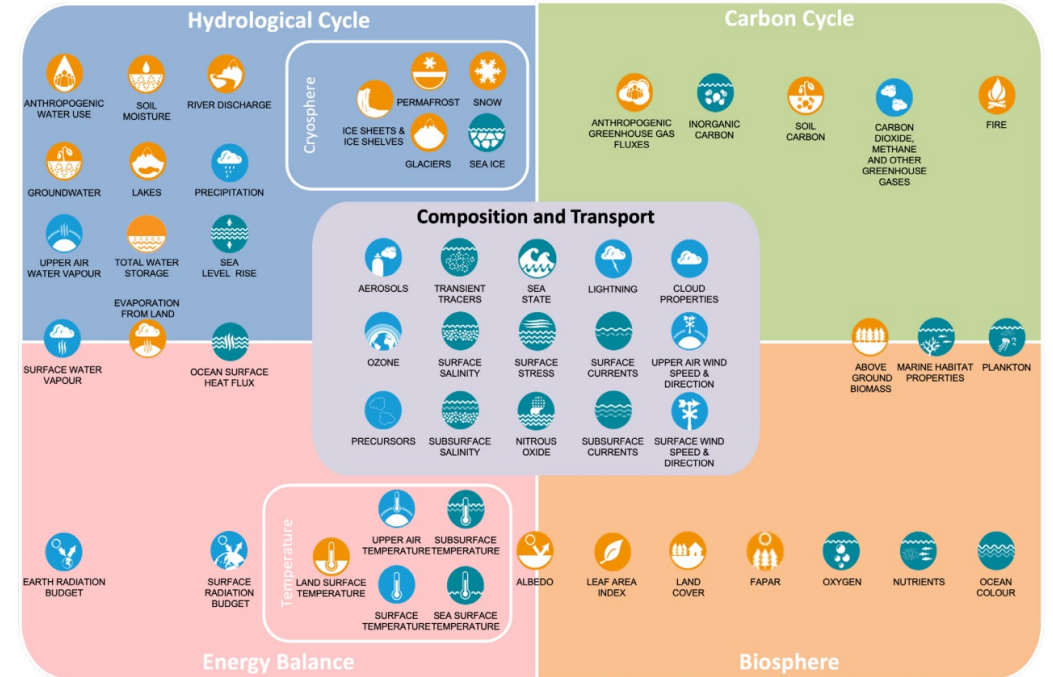 Hydrological Cycle
ANTHROPOGENIC
WATER USE
SOIL
MOISTURE
RIVER DISCHARGE
GROUNDWATER
LAKES
PRECIPITATION
UPPER AIR
WATER VAPOUR
TOTAL WATER
STORAGE
SEA
LEVEL RISE
Cryosphere
ICE SHEETS &
ICE SHELVES
PERMAFROST
SNOW
GLACIERS
SEA ICE
Carbon Cycle
ANTHROPOGENIC
GREENHOUSE GAS
FLUXES
INORGANIC
CARBON
SOIL
CARBON
CARBON
DIOXIDE,
METHANE
AND OTHER
GREENHOUSE
GASES
FIRE
Composition and Transport
AEROSOLS
TRANSIENT
TRACERS
SEA
STATE
LIGHTNING
CLOUD
PROPERTIES
OZONE
SURFACE
SALINITY
SURFACE
STRESS
SURFACE
CURRENTS
UPPER AIR WIND
SPEED &
DIRECTION
PRECURSORS
SUBSURFACE
SALINITY
NITROUS
OXIDE
SUBSURFACE
CURRENTS
SURFACE WIND
SPEED &
DIRECTION
SURFACE WATER
VAPOUR
EVAPORATION
FROM LAND
OCEAN SURFACE
HEAT FLUX
ABOVE
GROUND
BIOMASS
MARINE HABITAT
PROPERTIES
PLANKTON
EARTH RADIATION
BUDGET
SURFACE
RADIATION
BUDGET
Temperature
LAND SURFACE
TEMPERATURE
UPPER AIR
TEMPERATURE
SUBSURFACE
TEMPERATURE
SURFACE
TEMPERATURE
SEA SURFACE
TEMPERATURE
Energy Balance
ALBEDO
LEAF AREA
INDEX
LAND
COVER
FAPAR
OXYGEN
NUTRIENTS
OCEAN
COLOUR
Biosphere